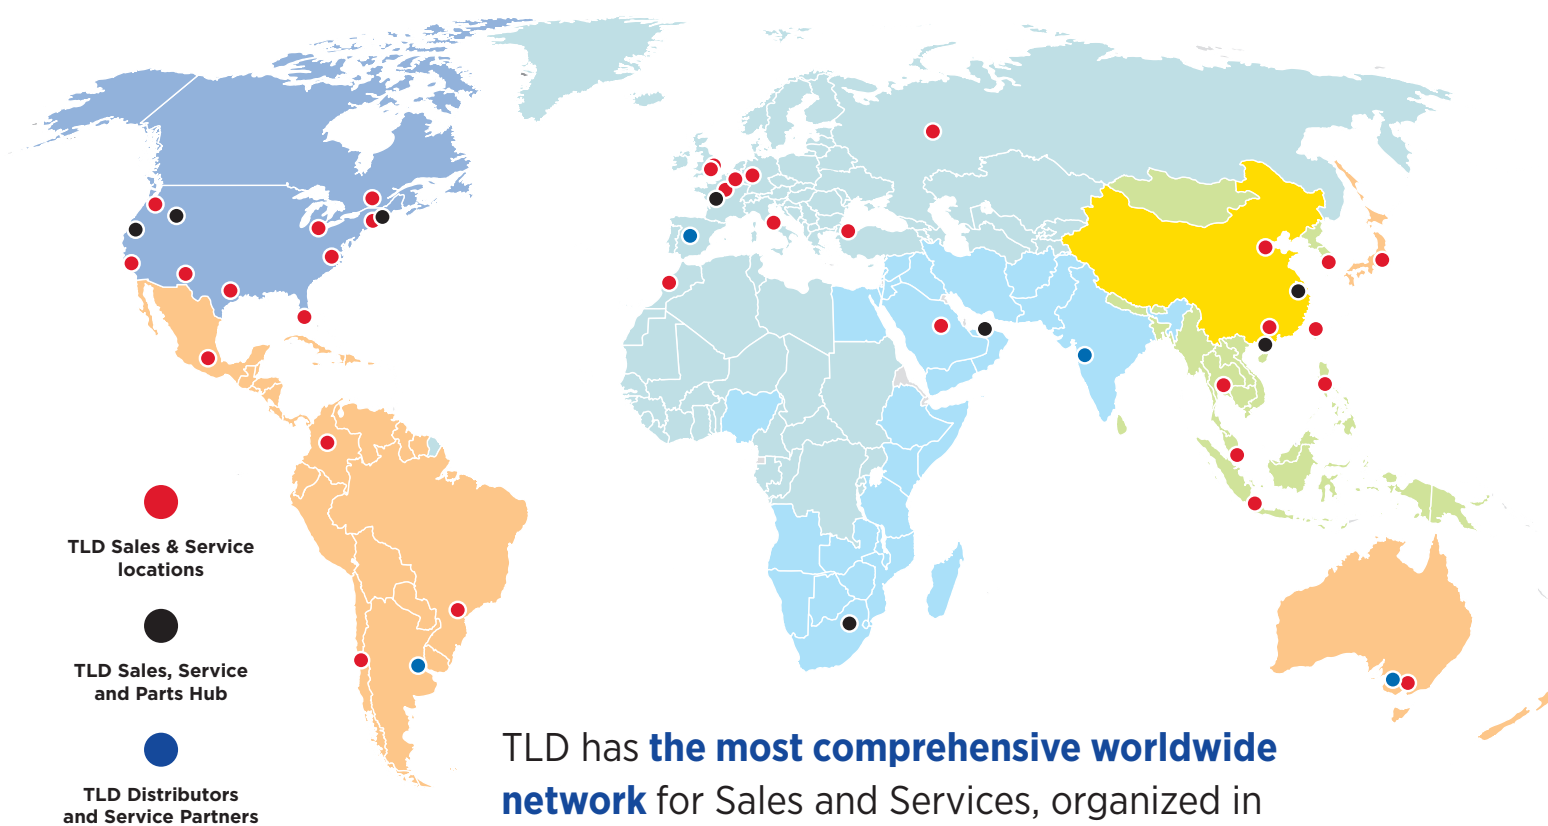 TLD Sales & Service
locations
TLD Sales, Service
and Parts Hub
TLD Distributors
and Service Partners
TLD has the most comprehensive worldwide
network for Sales and Services, organized in